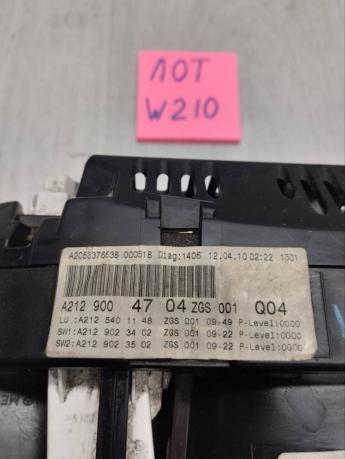 ЛОТ
W210
A2053376538 000518 Diag:1405 12.04.10 02:22 1301
A212 900 47 04 ZGS 001 Q04
LU :A212 540 11 48 ZGS 001 09-49 P-Level:0000
SW1:A212 902 34 02 ZGS 001 09-22 P-Level:0000
SW2:A212 902 35 02 ZGS 001 09-22 P-Level:0000